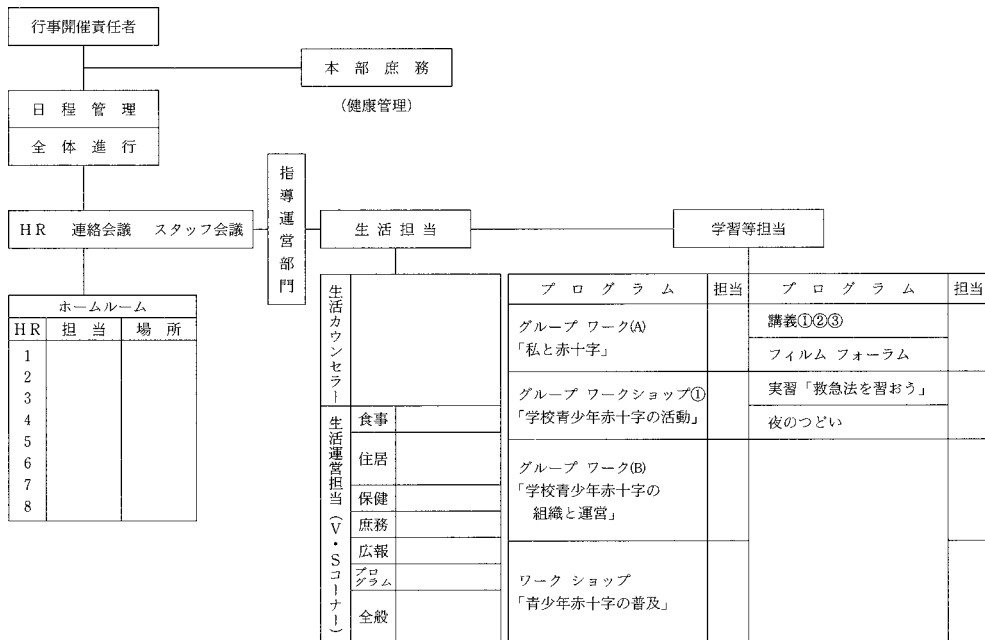 行事開催責任者
本部庶務
(健康管理)
日程管理
全体進行
指導運営部門
HR 連絡会議 スタッフ会議
生活担当
学習等担当
ホームルーム
HR 担当 場所
1
2
3
4
5
6
7
8
生活カウンセラー
生活運営担当(V・Sコーナー)
食事
住居
保健
庶務
広報
プログラム
全般
プログラム 担当 プログラム 担当
グループ ワーク(A)
「私と赤十字」
グループ ワークショップ①
「学校青少年赤十字の活動」
グループ ワーク(B)
「学校青少年赤十字の
組織と運営」
ワーク ショップ
「青少年赤十字の普及」
講義①②③
フィルム フォーラム
実習「救急法を習おう」
夜のつどい